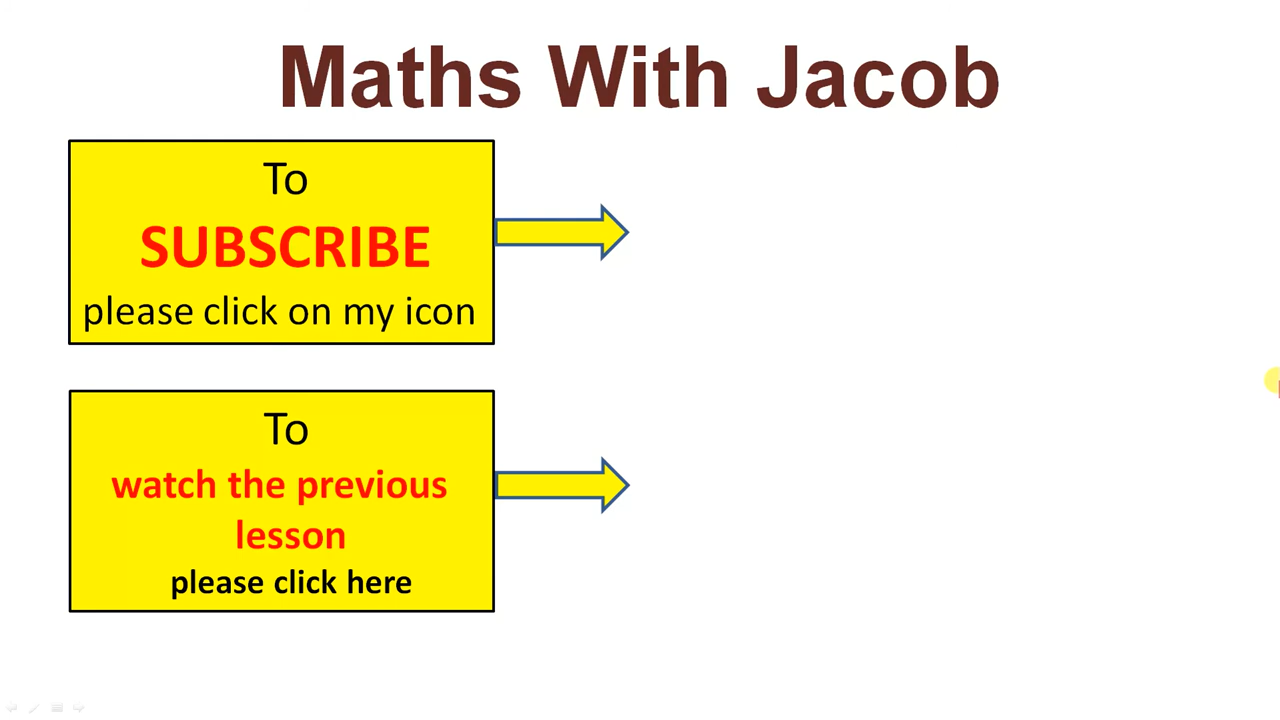 Maths With Jacob
To
SUBSCRIBE
please click on my icon
To
watch the previous
lesson
please click here